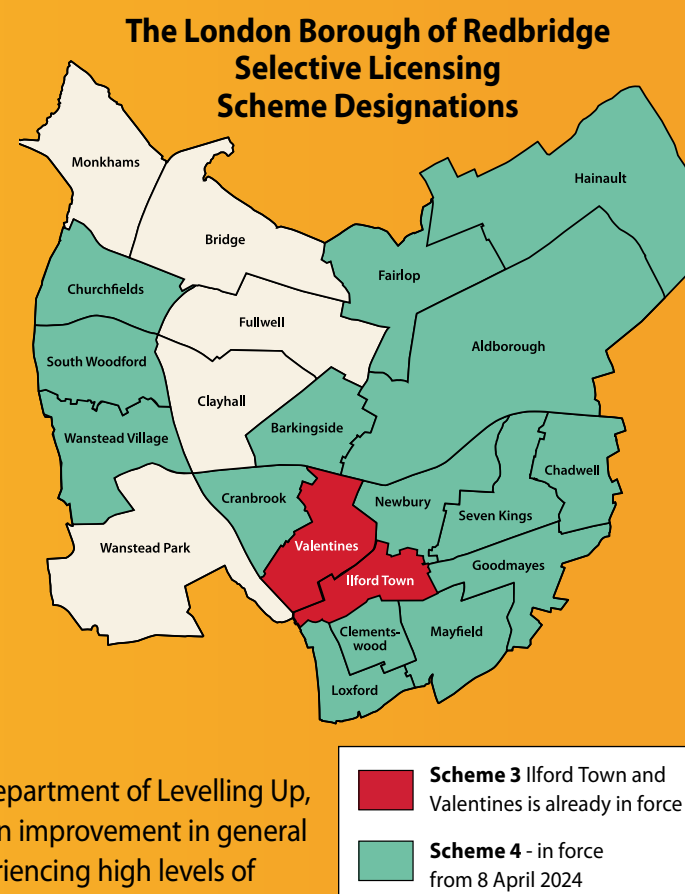 The London Borough of Redbridge
Selective Licensing
Scheme Designations
Monkhams
Hainault
Bridge
Fairlop
Churchfields
Fullwell
Aldborough
South Woodford
Clayhall
Barkingside
Wanstead Village
Chadwell
Cranbrook
Newbury
Seven Kings
Valentines
Wanstead Park
Goodmayes
Ilford Town
Clements-
wood
Mayfield
Loxford
epartment of Levelling Up,
n improvement in general
riencing high levels of
Scheme 3 Ilford Town and
Valentines is already in force
Scheme 4 - in force
from 8 April 2024